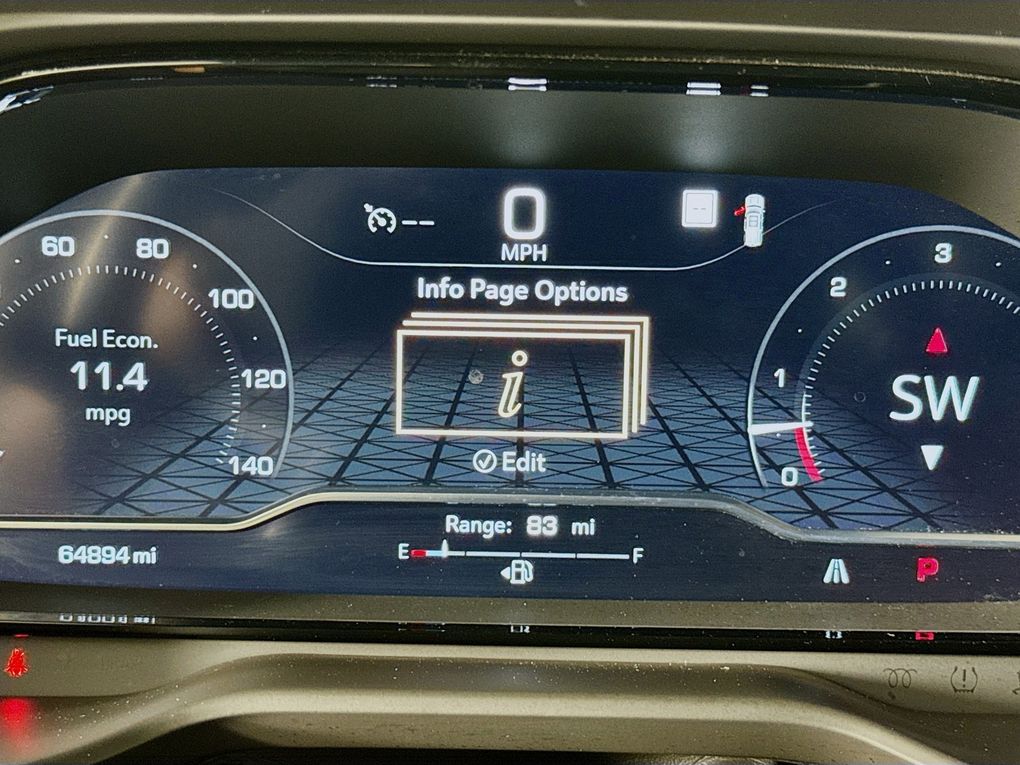 0
MPH
--
--
Info Page Options
i
Edit
60
80
100
120
140
Fuel Econ.
11.4
mpg
3
2
1
0
SW
Range: 83 mi
E
F
64894 mi
P